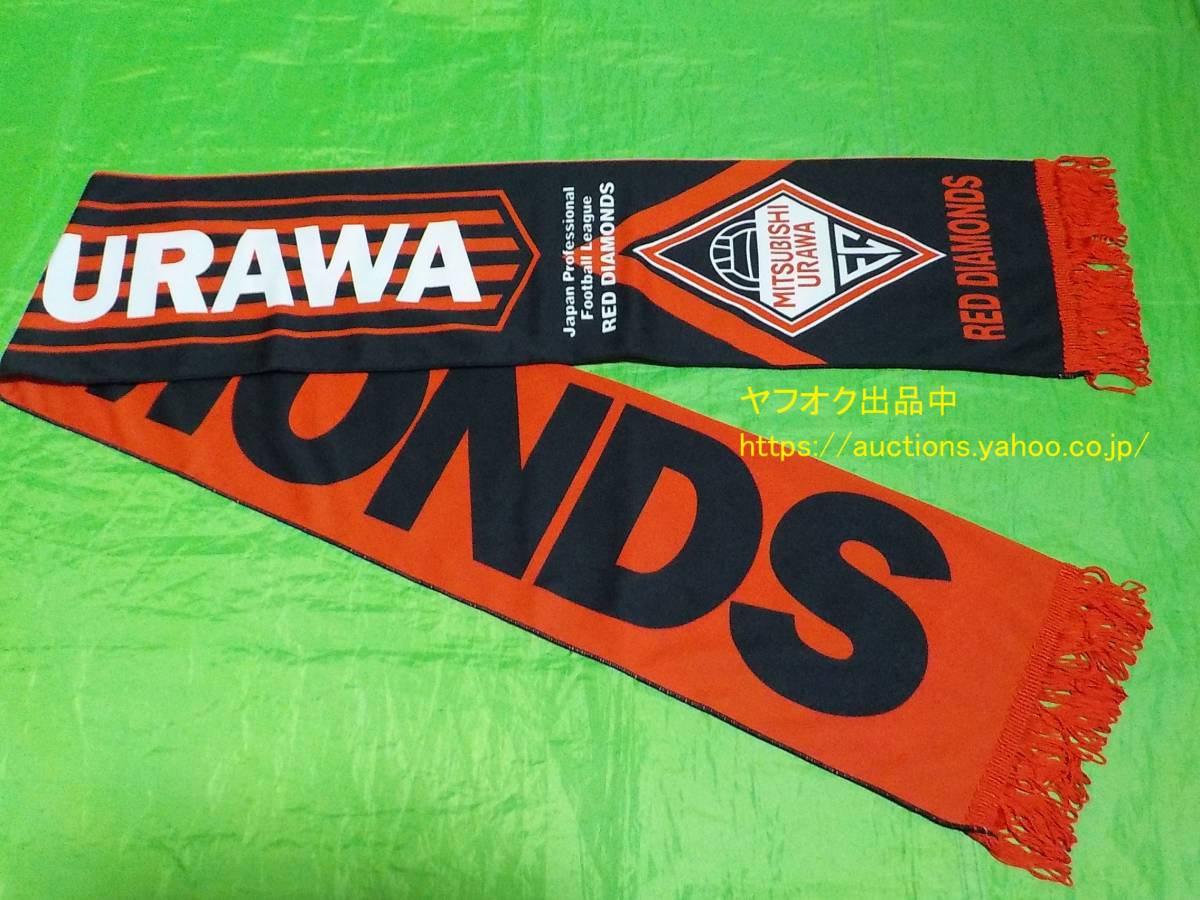 URAWA
Japan Professional
Football League
RED DIAMONDS
MITSUBISHI
URAWA
FC
RED DIAMONDS
MONDS
ヤフオク出品中
https://auctions.yahoo.co.jp/